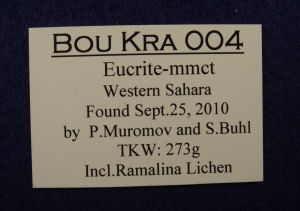 BOU KRA 004
Eucrite-mmct
Western Sahara
Found Sept.25, 2010
by P.Muromov and S.Buhl
TKW: 273g
Incl.Ramalina Lichen